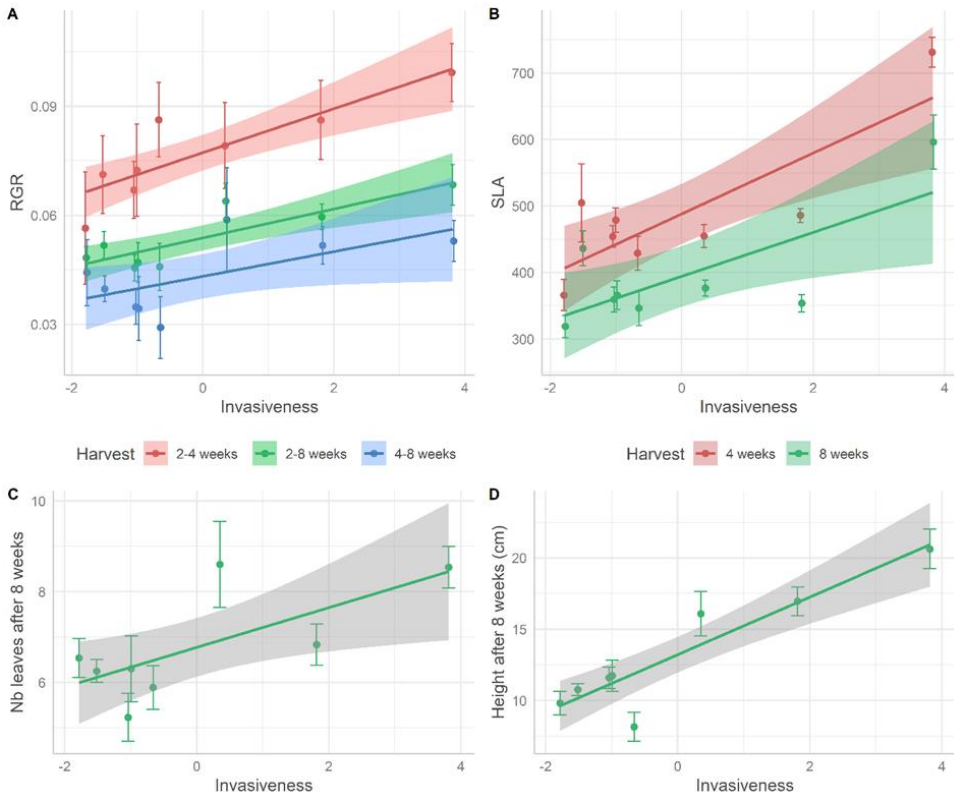 A
B
0.09
0.06
0.03
RGR
-2 0 2 4
Invasiveness
700
600
500
400
300
SLA
-2 0 2 4
Invasiveness
Harvest 2-4 weeks 2-8 weeks 4-8 weeks
Harvest 4 weeks 8 weeks
C
D
10
8
6
Nb leaves after 8 weeks
-2 0 2 4
Invasiveness
20
15
10
Height after 8 weeks (cm)
-2 0 2 4
Invasiveness